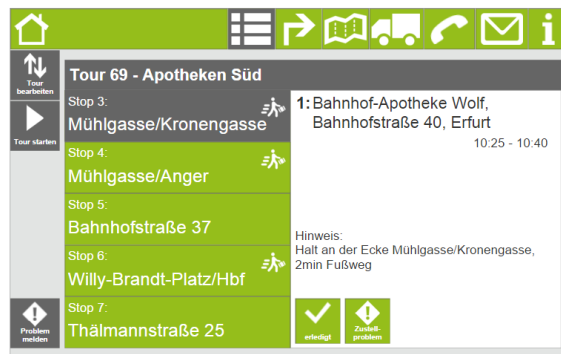 Tour
bearbeiten
Tour starten
Problem
melden
Tour 69 - Apotheken Süd
Stop 3:
Mühlgasse/Kronengasse
Stop 4:
Mühlgasse/Anger
Stop 5:
Bahnhofstraße 37
Stop 6:
Willy-Brandt-Platz/Hbf
Stop 7:
Thälmannstraße 25
1: Bahnhof-Apotheke Wolf,
Bahnhofstraße 40, Erfurt
10:25 - 10:40
Hinweis:
Halt an der Ecke Mühlgasse/Kronengasse,
2min Fußweg
erledigt
Zustell-
problem